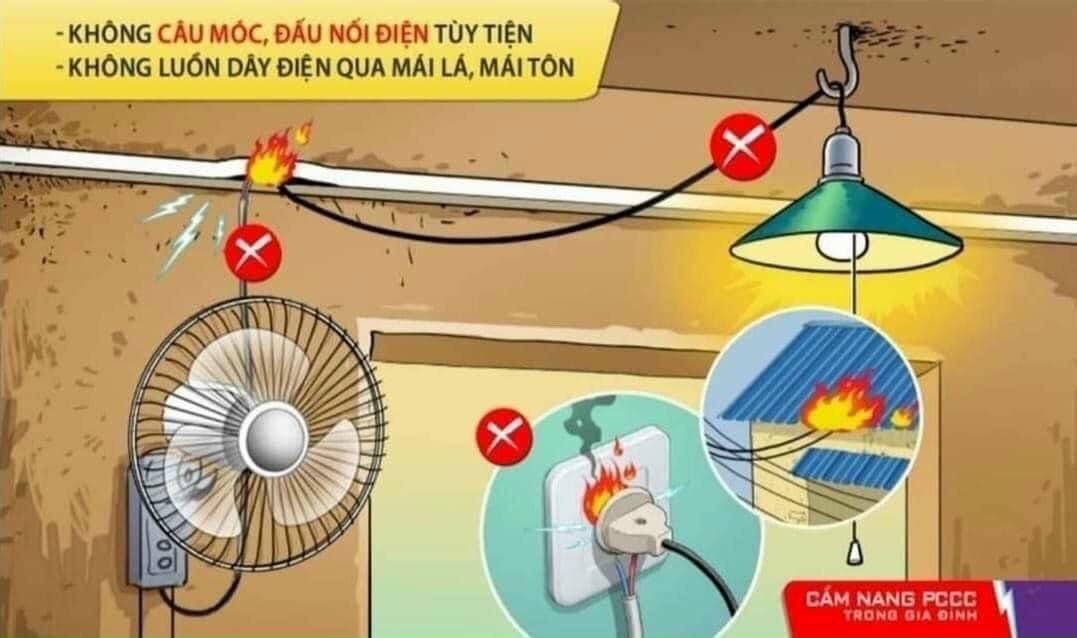 - KHÔNG CÂU MÓC, ĐẤU NỐI ĐIỆN TÙY TIỆN
- KHÔNG LUỒN DÂY ĐIỆN QUA MÁI LÁ, MÁI TÔN
CẨM NANG PCCC
TRONG GIA ĐÌNH